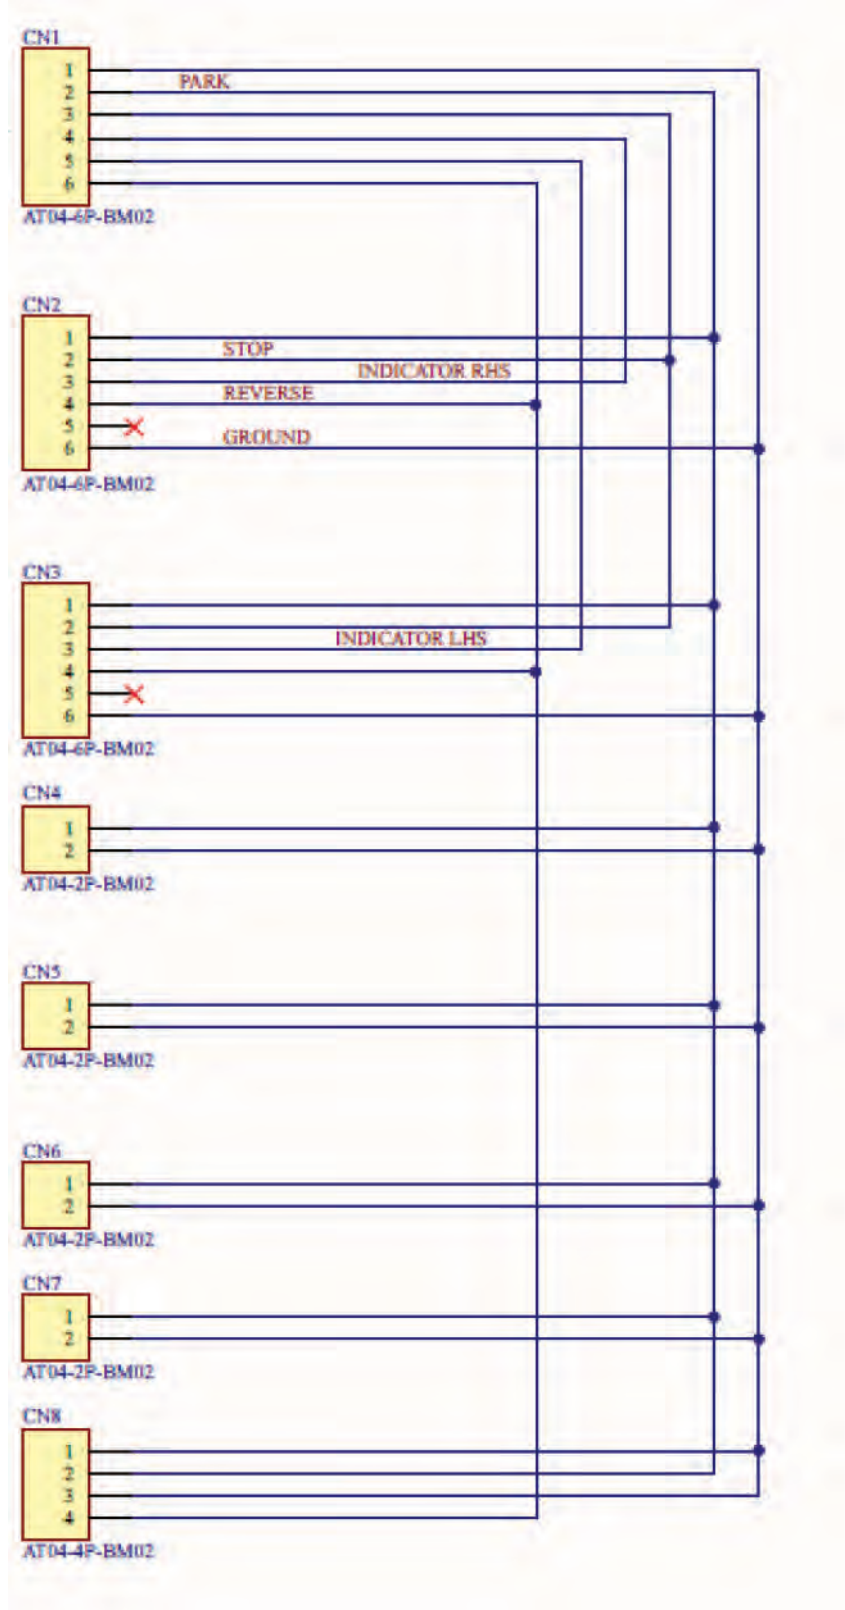 CN1
1
PARK
2
3
4
5
6
AT04-6P-BM02
CN2
1
STOP
2
INDICATOR RHS
3
REVERSE
4
5
GROUND
6
AT04-6P-BM02
CN3
1
2
INDICATOR LHS
3
4
5
6
AT04-6P-BM02
CN4
1
2
AT04-2P-BM02
CN5
1
2
AT04-2P-BM02
CN6
1
2
AT04-2P-BM02
CN7
1
2
AT04-2P-BM02
CN8
1
2
3
4
AT04-4P-BM02